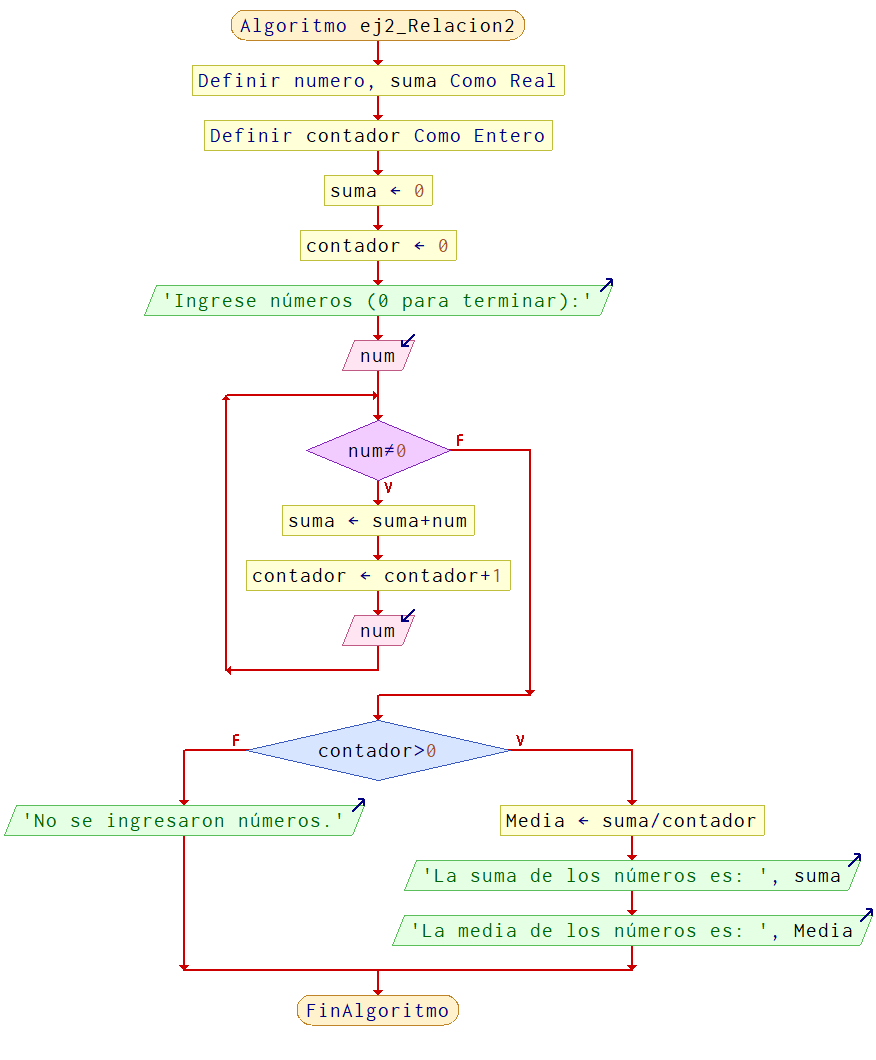 Algoritmo ej2_Relacion2
Definir numero, suma Como Real
Definir contador Como Entero
suma ← 0
contador ← 0
'Ingrese números (0 para terminar):'
num
num≠0
F
V
suma ← suma+num
contador ← contador+1
num
contador>0
F
V
'No se ingresaron números.'
Media ← suma/contador
'La suma de los números es: ', suma
'La media de los números es: ', Media
FinAlgoritmo